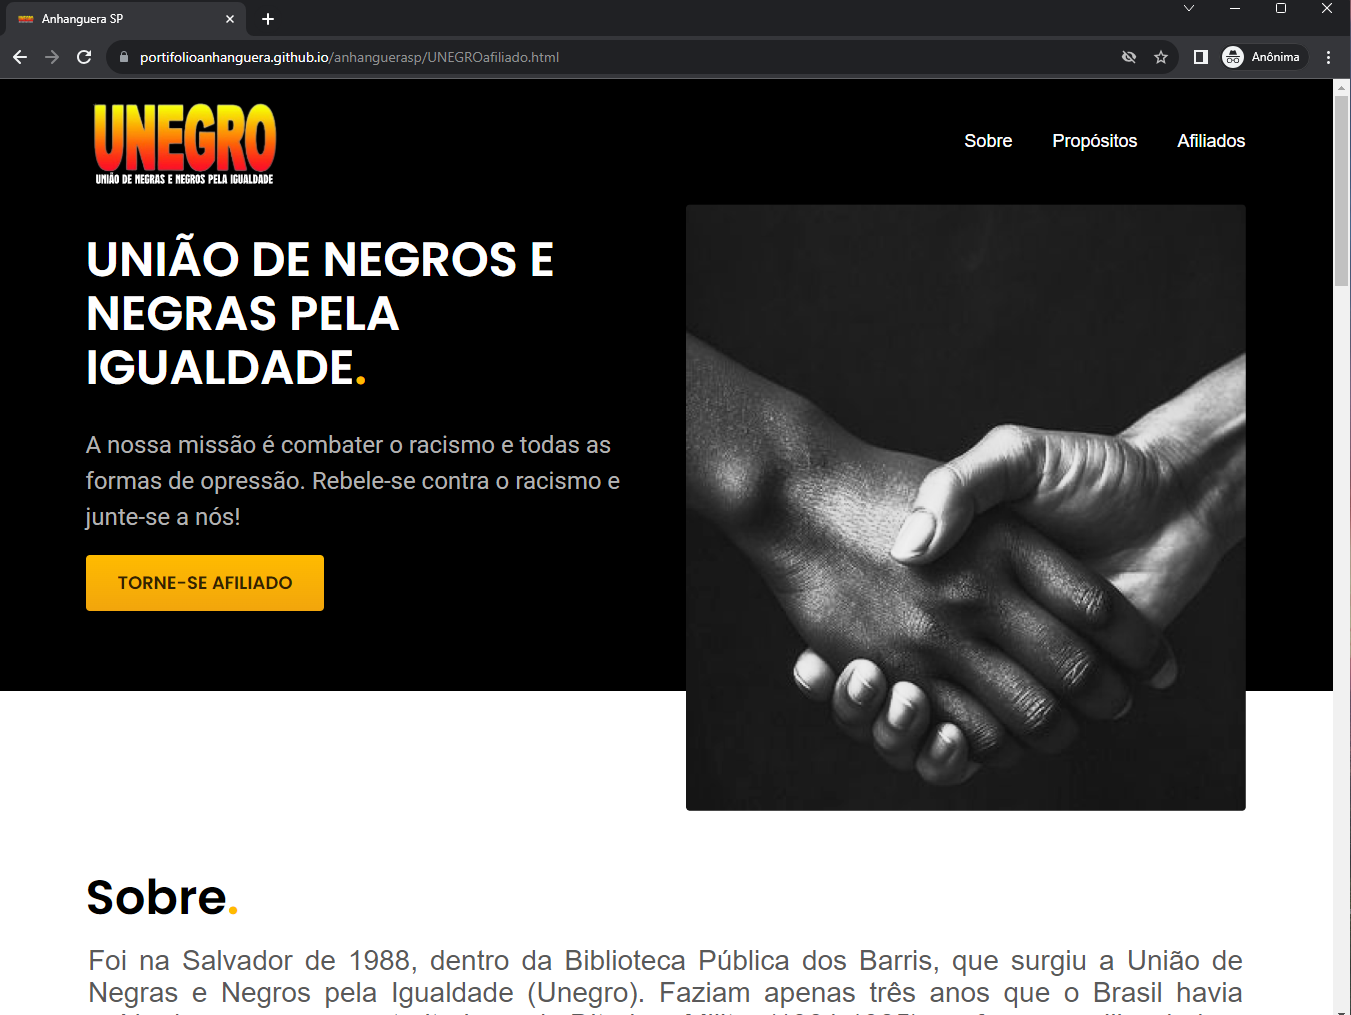 Anhanguera SP
portifolioanhanguera.github.io/anhanguerasp/UNEGROafiliado.html
Anônima
UNEGRO
UNIÃO DE NEGRAS E NEGROS PELA IGUALDADE
Sobre Propósitos Afiliados
UNIÃO DE NEGROS E
NEGRAS PELA
IGUALDADE.
A nossa missão é combater o racismo e todas as
formas de opressão. Rebele-se contra o racismo e
junte-se a nós!
TORNE-SE AFILIADO
Sobre.
Foi na Salvador de 1988, dentro da Biblioteca Pública dos Barris, que surgiu a União de
Negras e Negros pela Igualdade (Unegro). Faziam apenas três anos que o Brasil havia